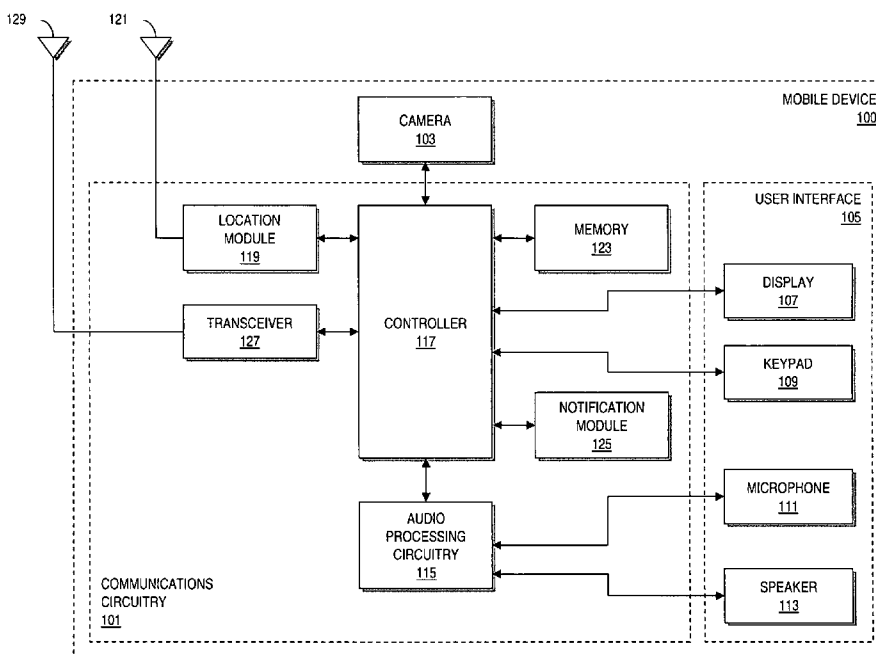 129
121
MOBILE DEVICE
100
CAMERA
103
USER INTERFACE
105
LOCATION
MODULE
119
MEMORY
123
DISPLAY
107
TRANSCEIVER
127
CONTROLLER
117
KEYPAD
109
NOTIFICATION
MODULE
125
MICROPHONE
111
AUDIO
PROCESSING
CIRCUITRY
115
COMMUNICATIONS
CIRCUITRY
101
SPEAKER
113